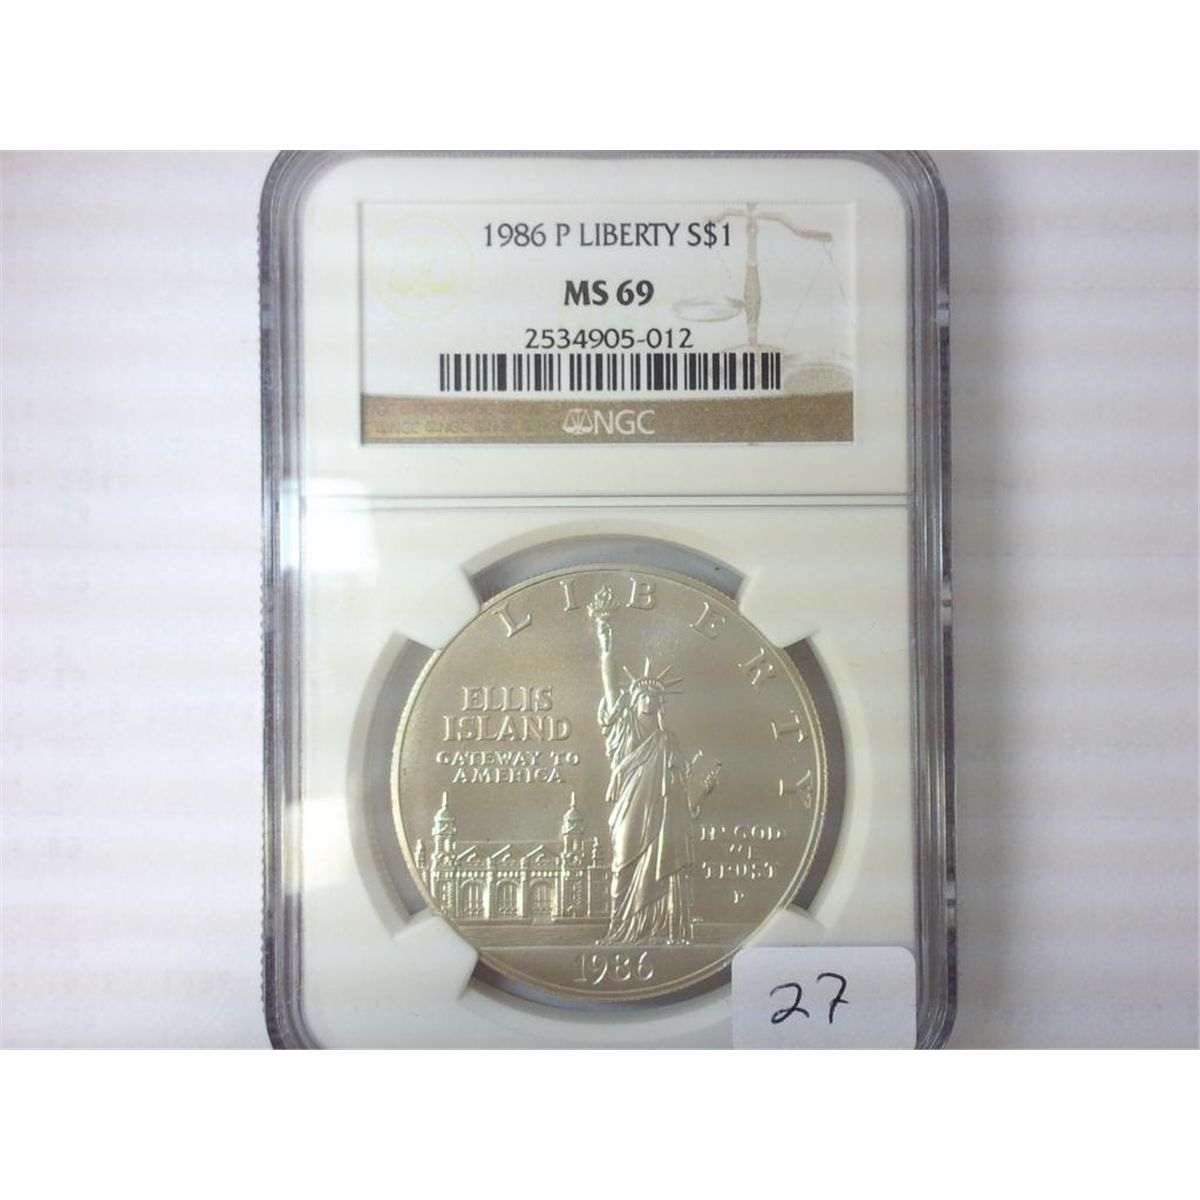 1986 P LIBERTY S$1
MS 69
2534905-012
NGC
LIBERTY
ELLIS
ISLAND
GATEWAY TO
AMERICA
IN GOD
WE
TRUST
P
1986
27